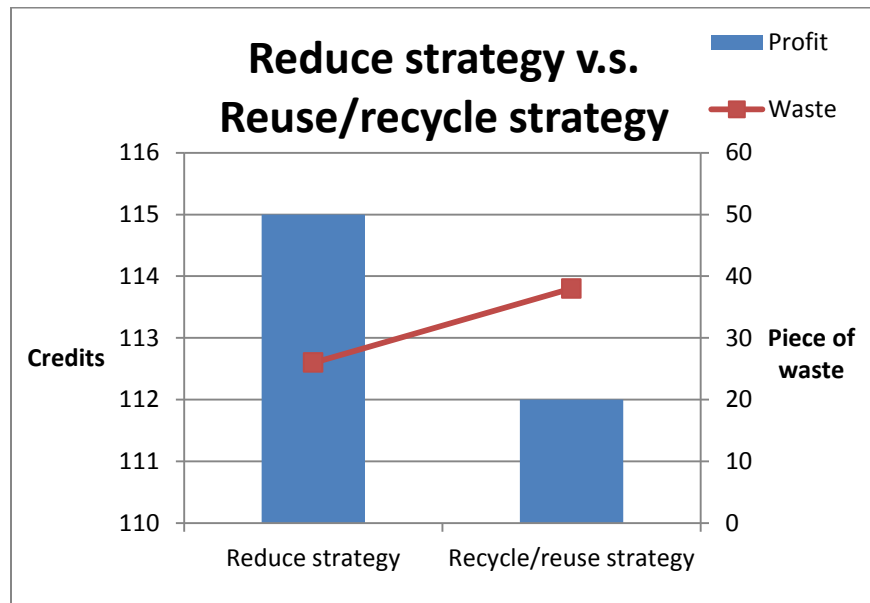 Reduce strategy v.s.
Reuse/recycle strategy
Profit
Waste
116
115
114
113
112
111
110
Credits
60
50
40
30
20
10
0
Piece of
waste
Reduce strategy
Recycle/reuse strategy